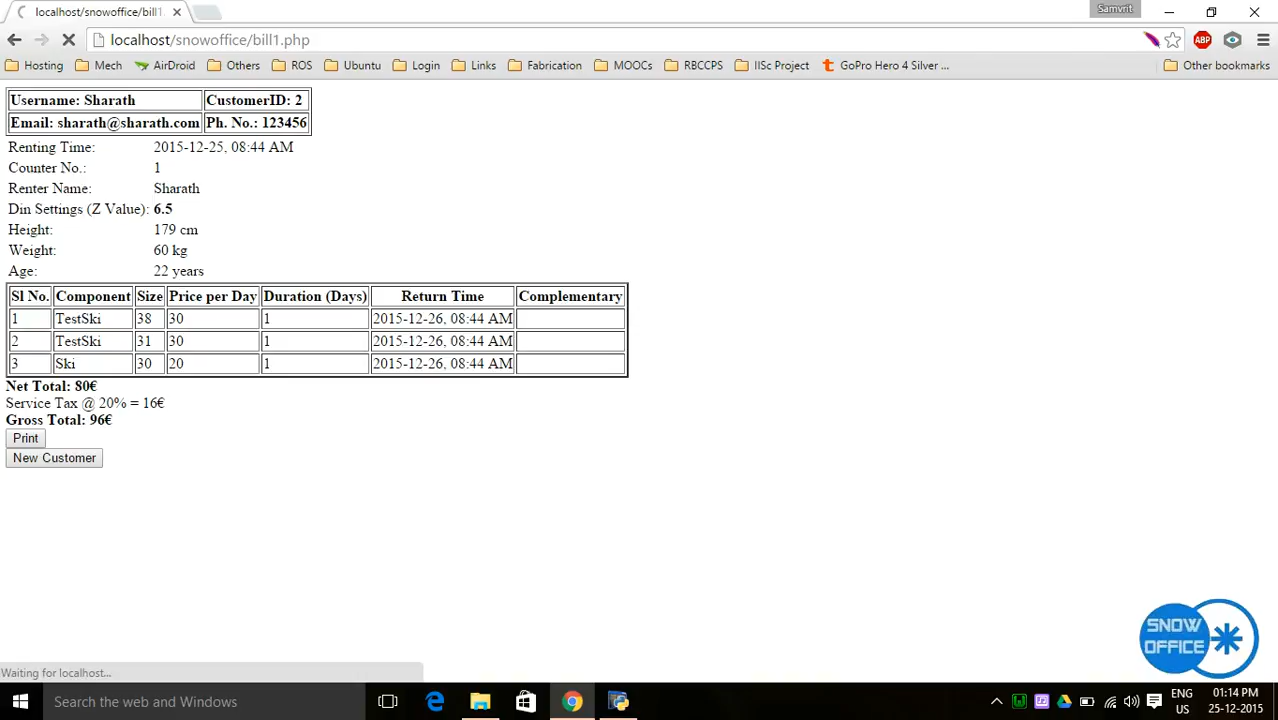 localhost/snowoffice/bill1.
Samvrit
localhost/snowoffice/bill1.php
ABP
Hosting Mech AirDroid Others ROS Ubuntu Login Links Fabrication MOOCs RBCCPS IISc Project GoPro Hero 4 Silver ... Other bookmarks
Username: Sharath CustomerID: 2
Email: sharath@sharath.com Ph. No.: 123456
Renting Time: 2015-12-25, 08:44 AM
Counter No.: 1
Renter Name: Sharath
Din Settings (Z Value): 6.5
Height: 179 cm
Weight: 60 kg
Age: 22 years
Sl No. Component Size Price per Day Duration (Days) Return Time Complementary
1 TestSki 38 30 1 2015-12-26, 08:44 AM
2 TestSki 31 30 1 2015-12-26, 08:44 AM
3 Ski 30 20 1 2015-12-26, 08:44 AM
Net Total: 80€
Service Tax @ 20% = 16€
Gross Total: 96€
Print
New Customer
SNOW
OFFICE
Waiting for localhost...
Search the web and Windows
ENG 01:14 PM
US 25-12-2015